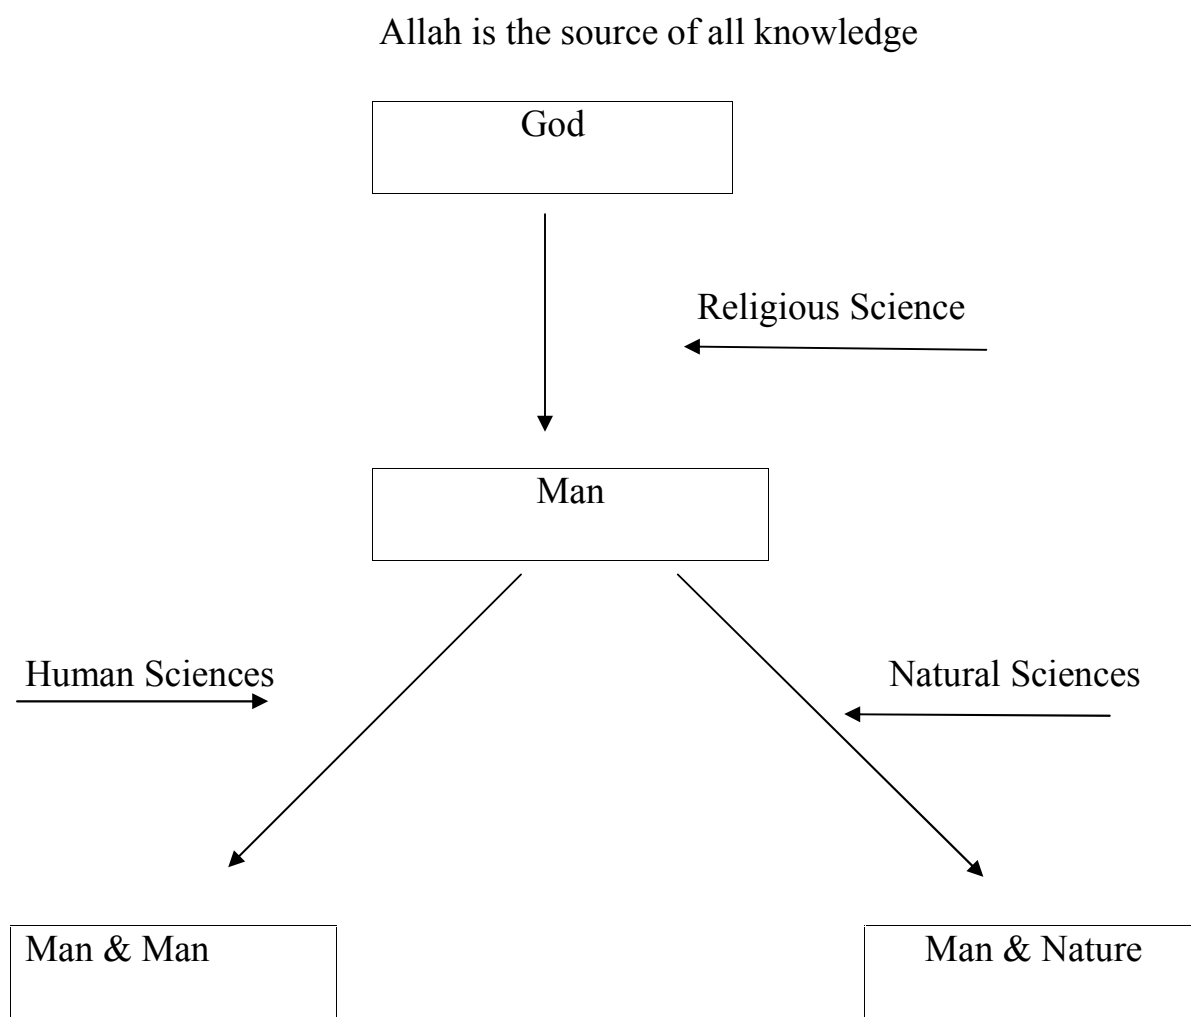 Allah is the source of all knowledge
God
Religious Science
Man
Human Sciences
Natural Sciences
Man & Man
Man & Nature